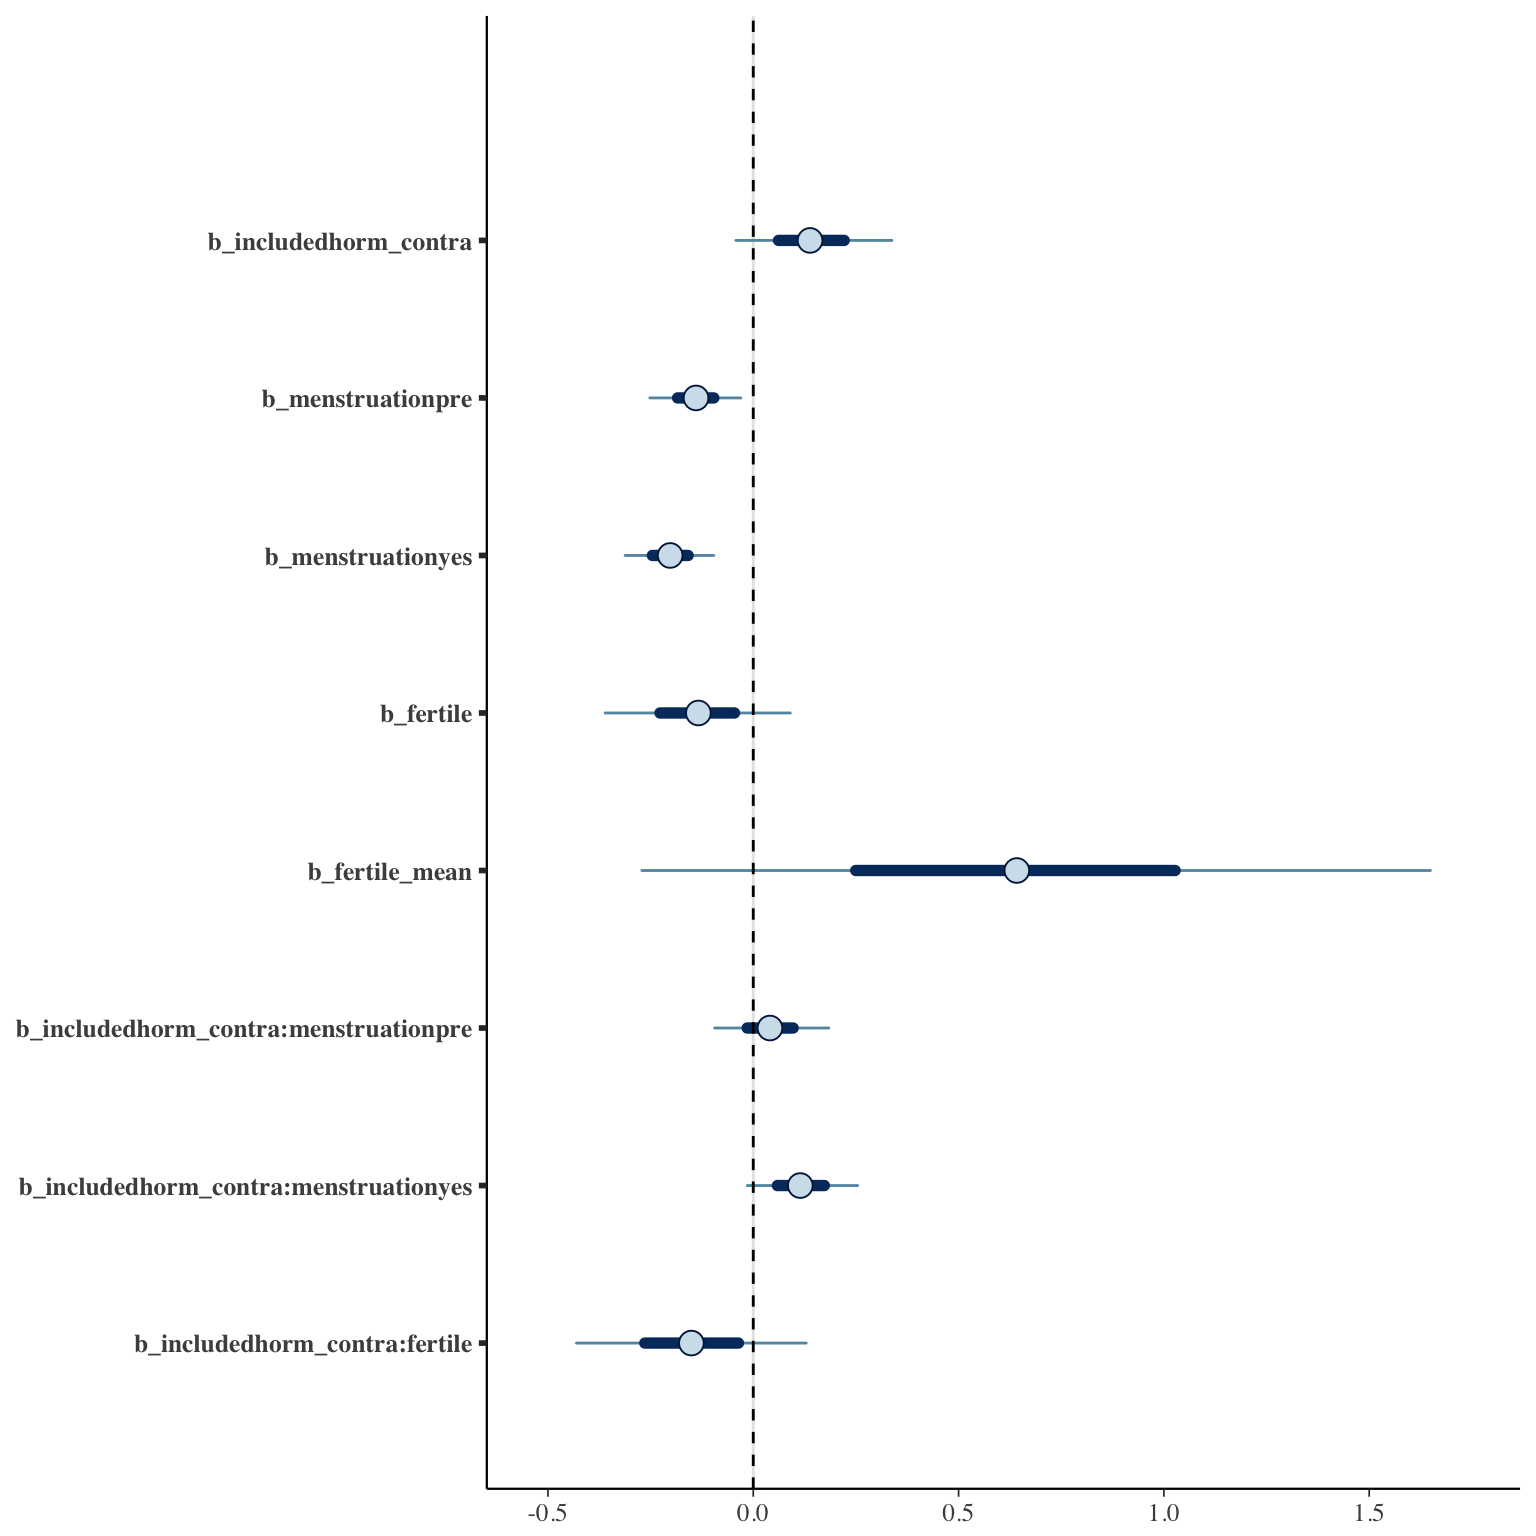 b_includedhorm_contra
b_menstruationpre
b_menstruationyes
b_fertile
b_fertile_mean
b_includedhorm_contra:menstruationpre
b_includedhorm_contra:menstruationyes
b_includedhorm_contra:fertile
-0.5 0.0 0.5 1.0 1.5